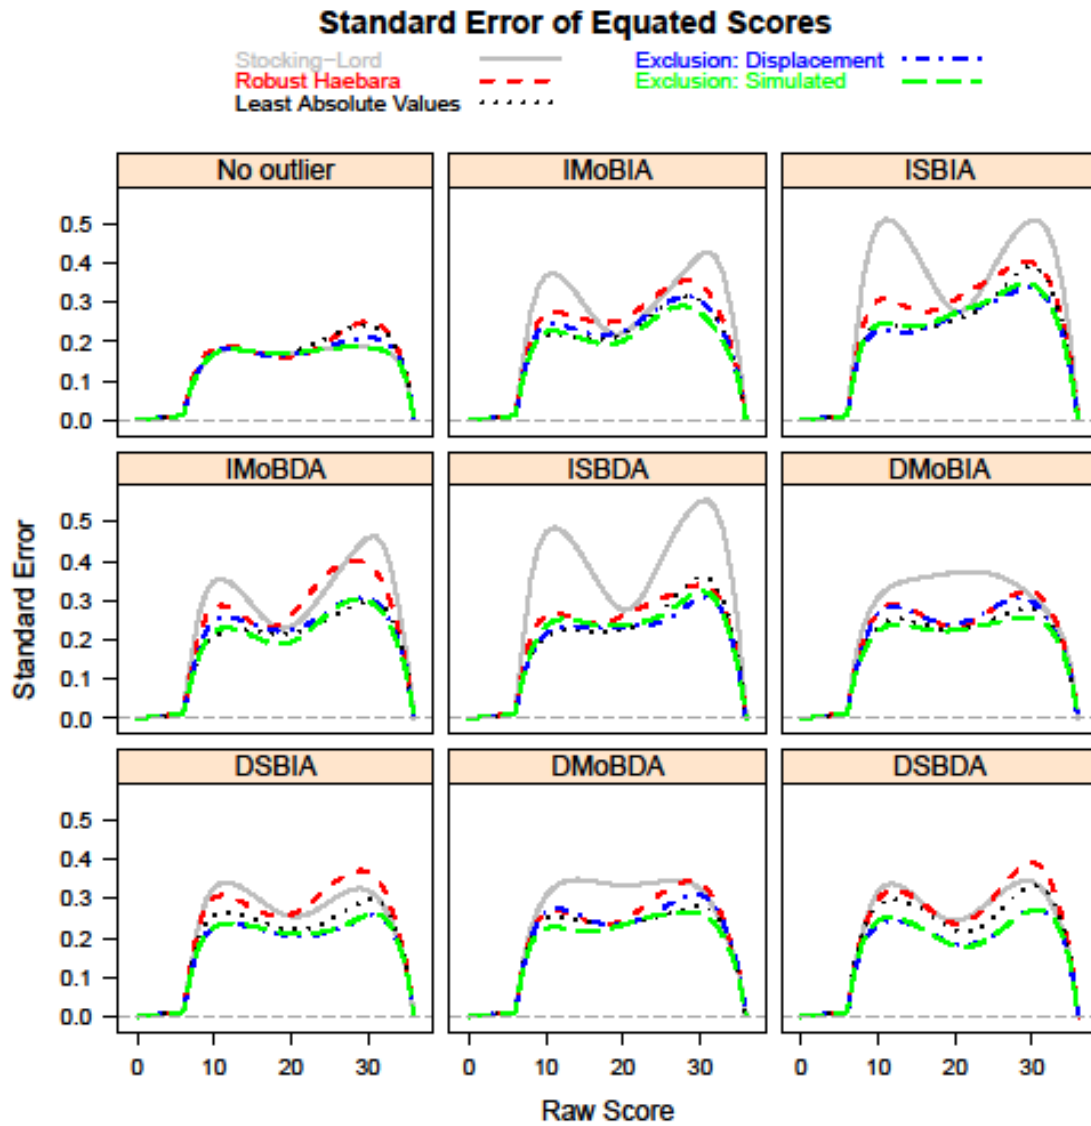 Standard Error of Equated Scores
Stocking−Lord
Exclusion: Displacement
Robust Haebara
Exclusion: Simulated
Least Absolute Values
No outlier
IMoBIA
ISBIA
0.5
0.4
0.3
0.2
0.1
0.0
IMoBDA
ISBDA
DMoBIA
0.5
0.4
0.3
0.2
0.1
0.0
Standard Error
DSBIA
DMoBDA
DSBDA
0.5
0.4
0.3
0.2
0.1
0.0
0 10 20 30
0 10 20 30
0 10 20 30
Raw Score